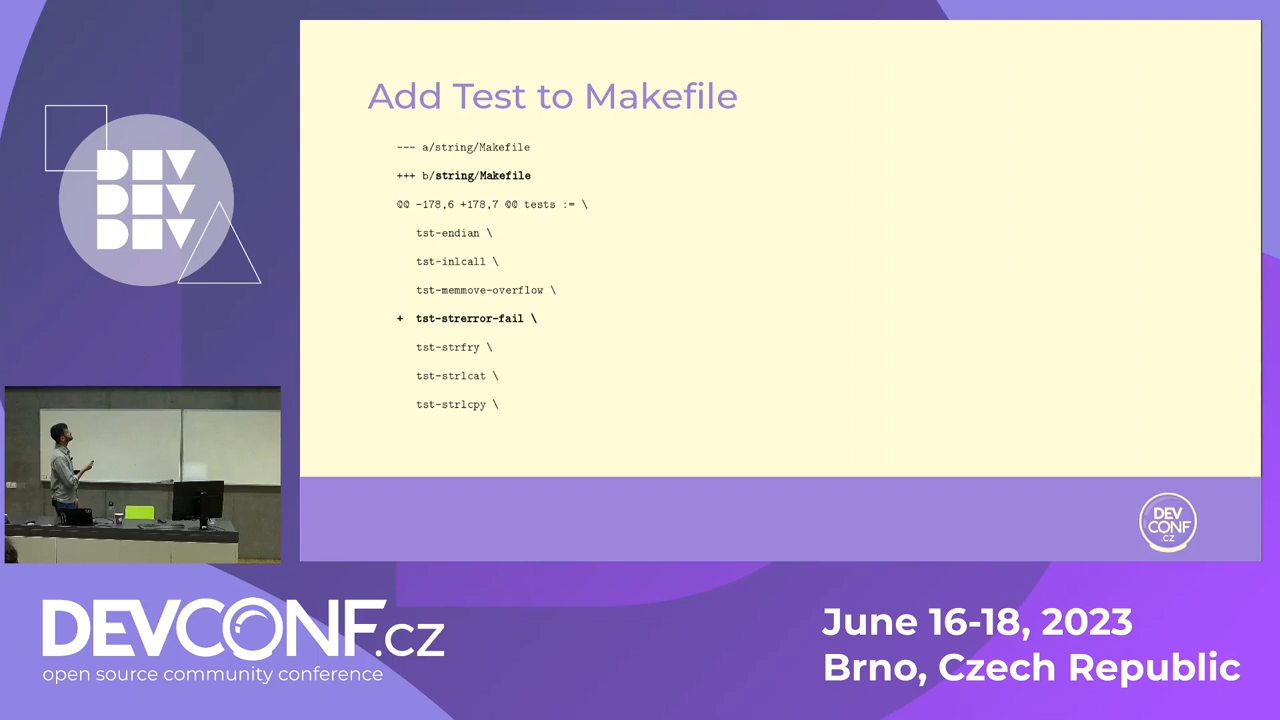 DEV
DEV
DEV
Add Test to Makefile
--- a/string/Makefile
+++ b/string/Makefile
@@ -178,6 +178,7 @@ tests := \
tst-endian \
tst-inlcall \
tst-memmove-overflow \
+ tst-strerror-fail \
tst-strfry \
tst-strlcat \
tst-strlcpy \
DEV
CONF
.CZ
DEVCONF.cz
open source community conference
June 16-18, 2023
Brno, Czech Republic